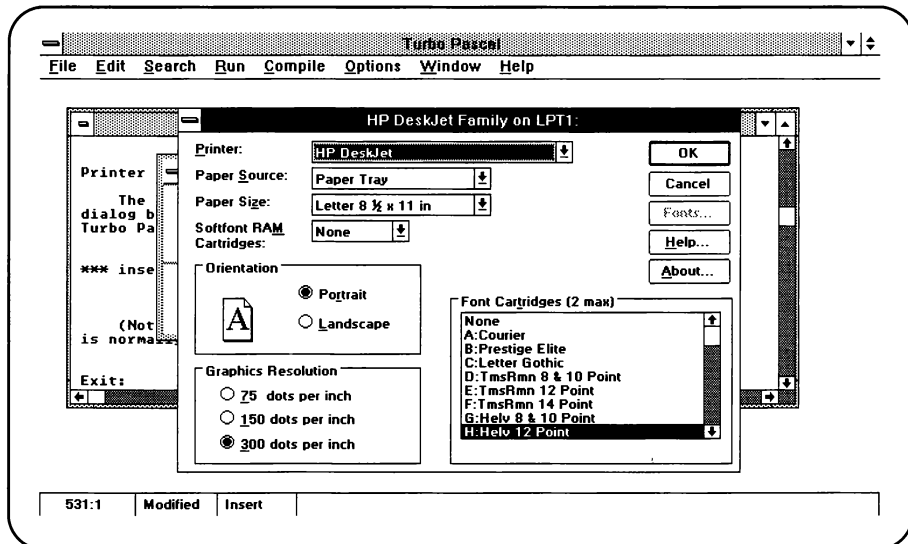 Turbo Pascal
File Edit Search Run Compile Options Window Help
HP DeskJet Family on LPT1:
Printer: HP DeskJet
Paper Source: Paper Tray
Paper Size: Letter 8 ½ x 11 in
Softfont RAM
Cartridges:
None
OK
Cancel
Fonts...
Help...
About...
Orientation
A
Portrait
Landscape
Graphics Resolution
75 dots per inch
150 dots per inch
300 dots per inch
Font Cartridges (2 max)
None
A:Courier
B:Prestige Elite
C:Letter Gothic
D:TmsRmn 8 & 10 Point
E:TmsRmn 12 Point
F:TmsRmn 14 Point
G:Helv 8 & 10 Point
H:Helv 12 Point
Printer
The
dialog b
Turbo Pa
*** inse
(Not
is norma
Exit:
531:1 Modified Insert